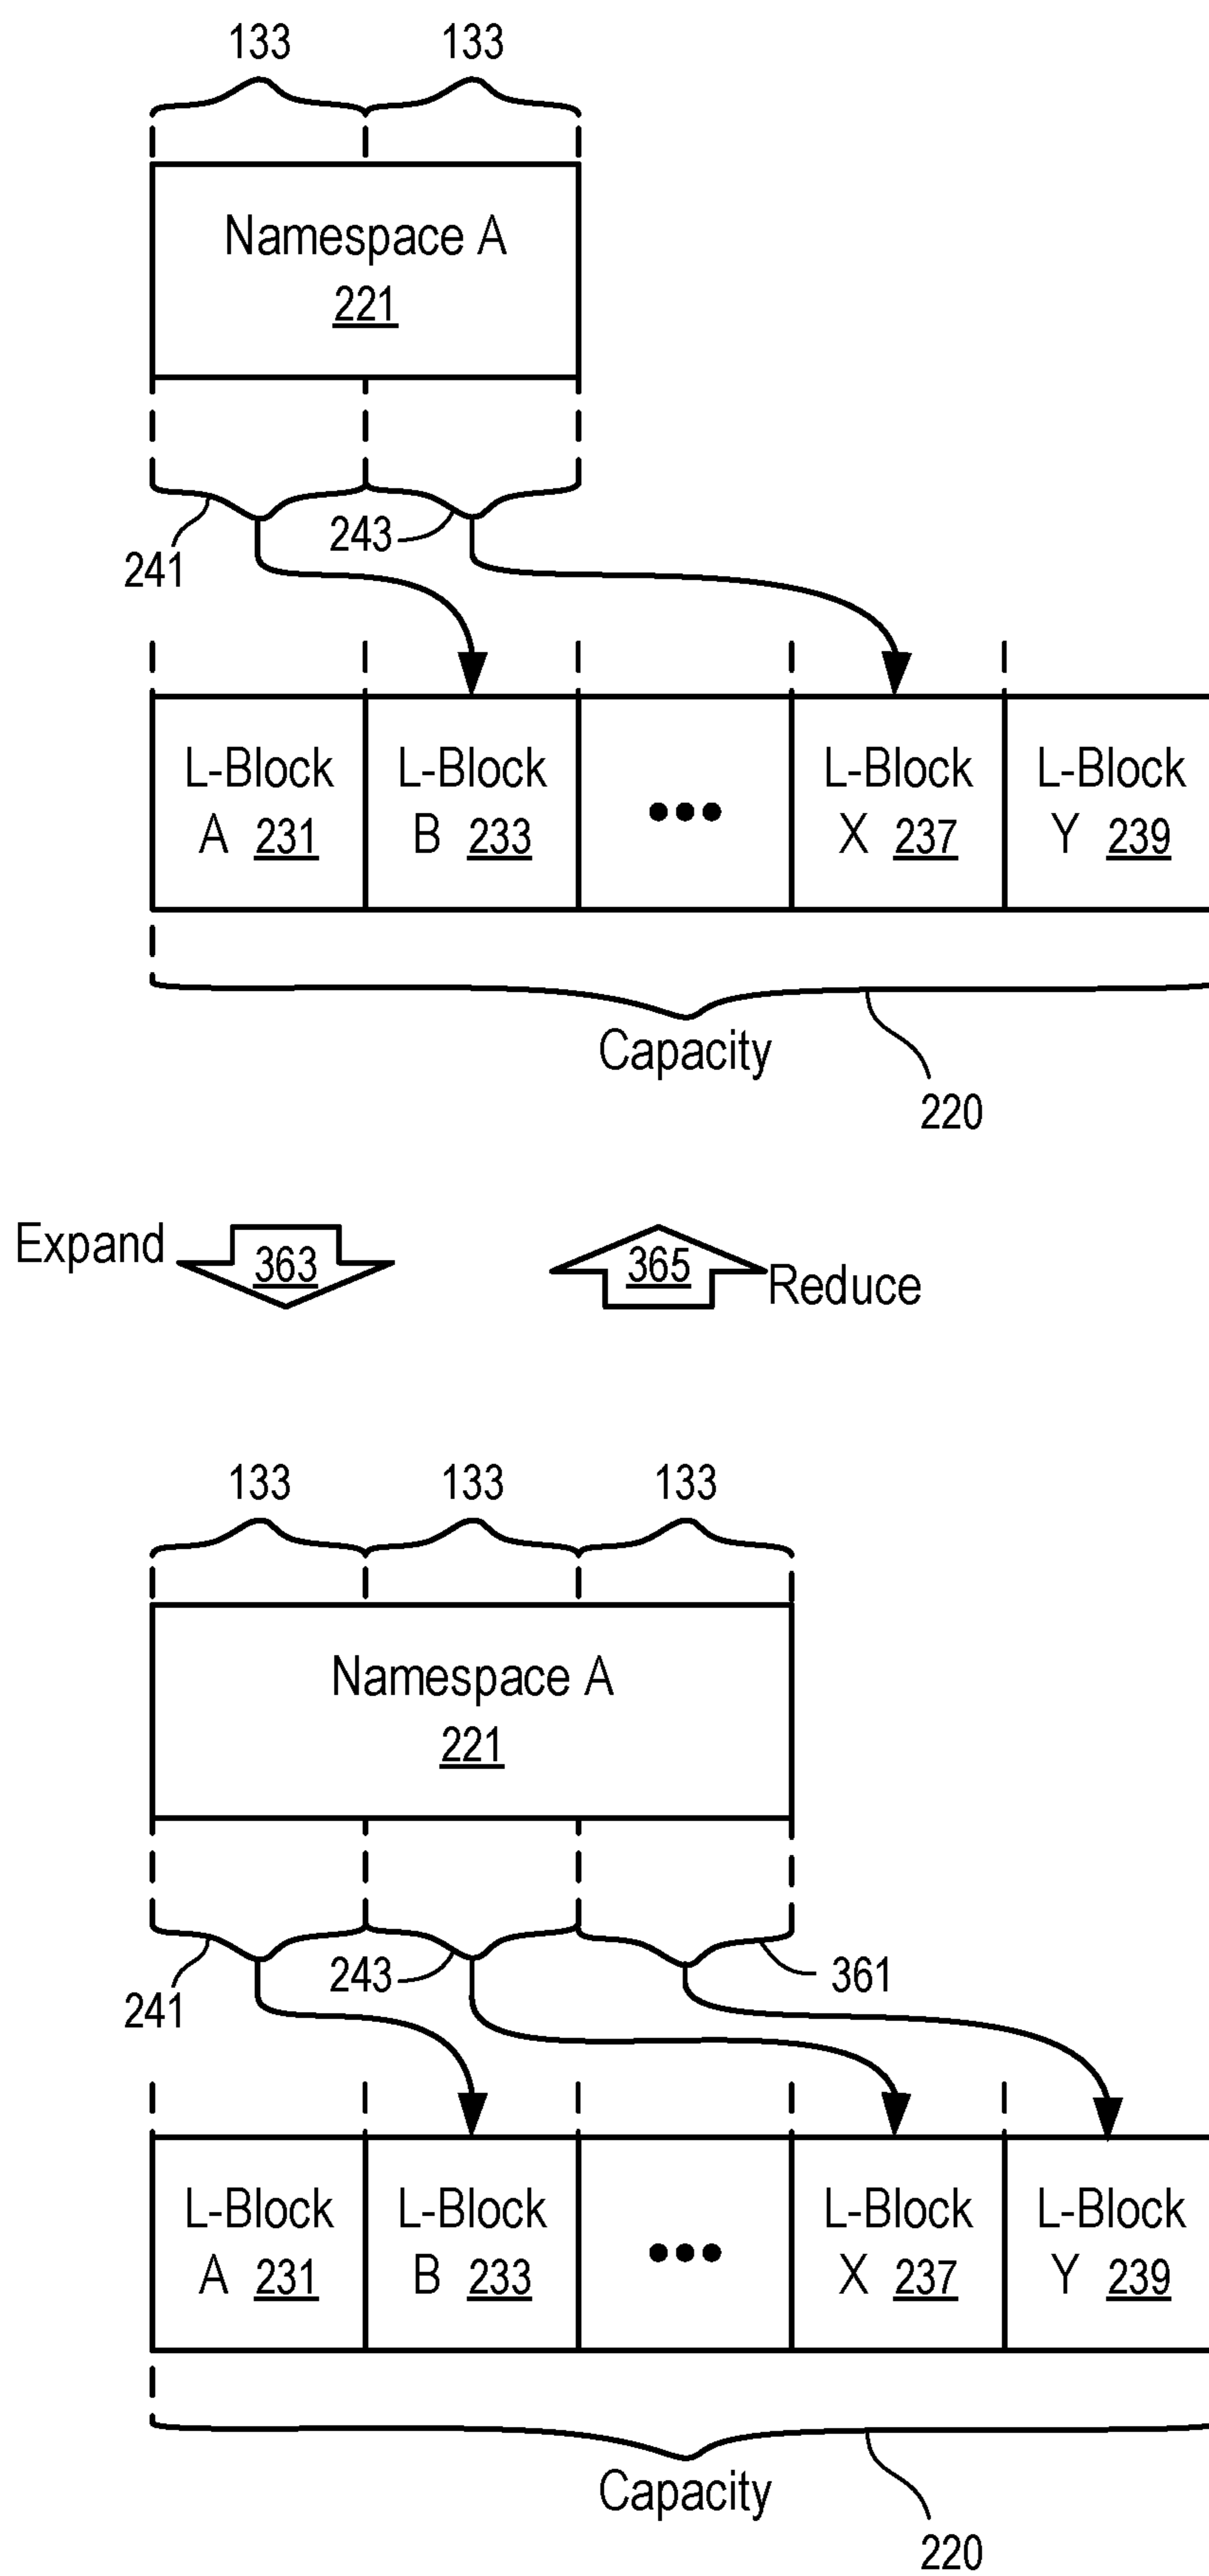 133 133
Namespace A
221
241 243
L-Block L-Block L-Block L-Block
A 231 B 233 ••• X 237 Y 239
Capacity
220
Expand 363 365 Reduce
133 133 133
Namespace A
221
241 243 361
L-Block L-Block L-Block L-Block
A 231 B 233 ••• X 237 Y 239
Capacity
220